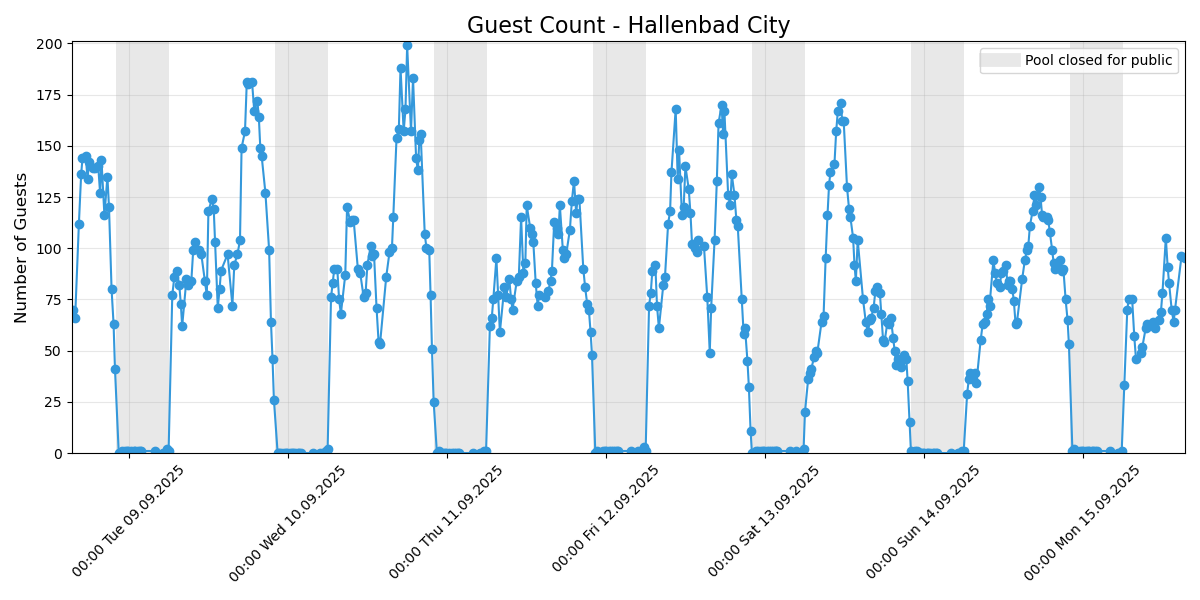 Guest Count - Hallenbad City
Pool closed for public
Number of Guests
200
175
150
125
100
75
50
25
0
00:00 Tue 09.09.2025
00:00 Wed 10.09.2025
00:00 Thu 11.09.2025
00:00 Fri 12.09.2025
00:00 Sat 13.09.2025
00:00 Sun 14.09.2025
00:00 Mon 15.09.2025